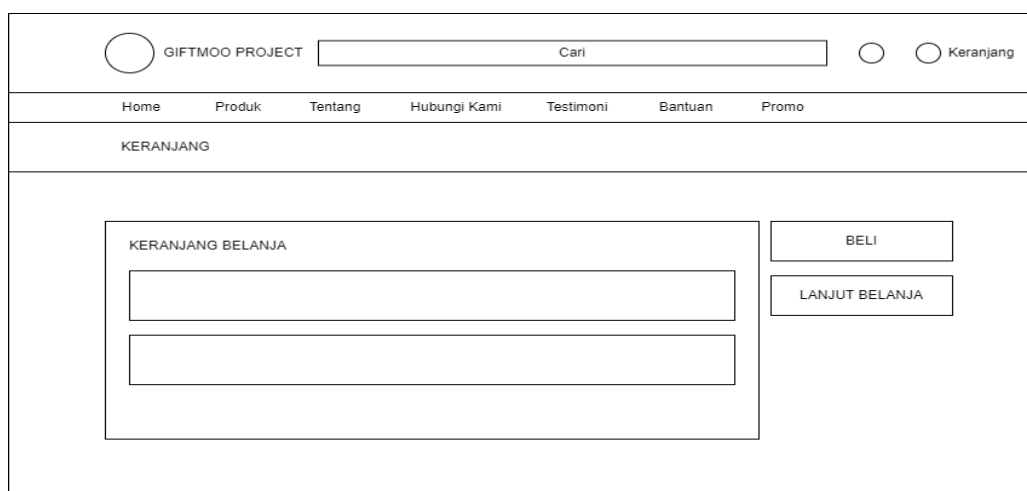 GIFTMOO PROJECT
Cari
Keranjang
Home Produk Tentang Hubungi Kami Testimoni Bantuan Promo
KERANJANG
KERANJANG BELANJA
BELI
LANJUT BELANJA